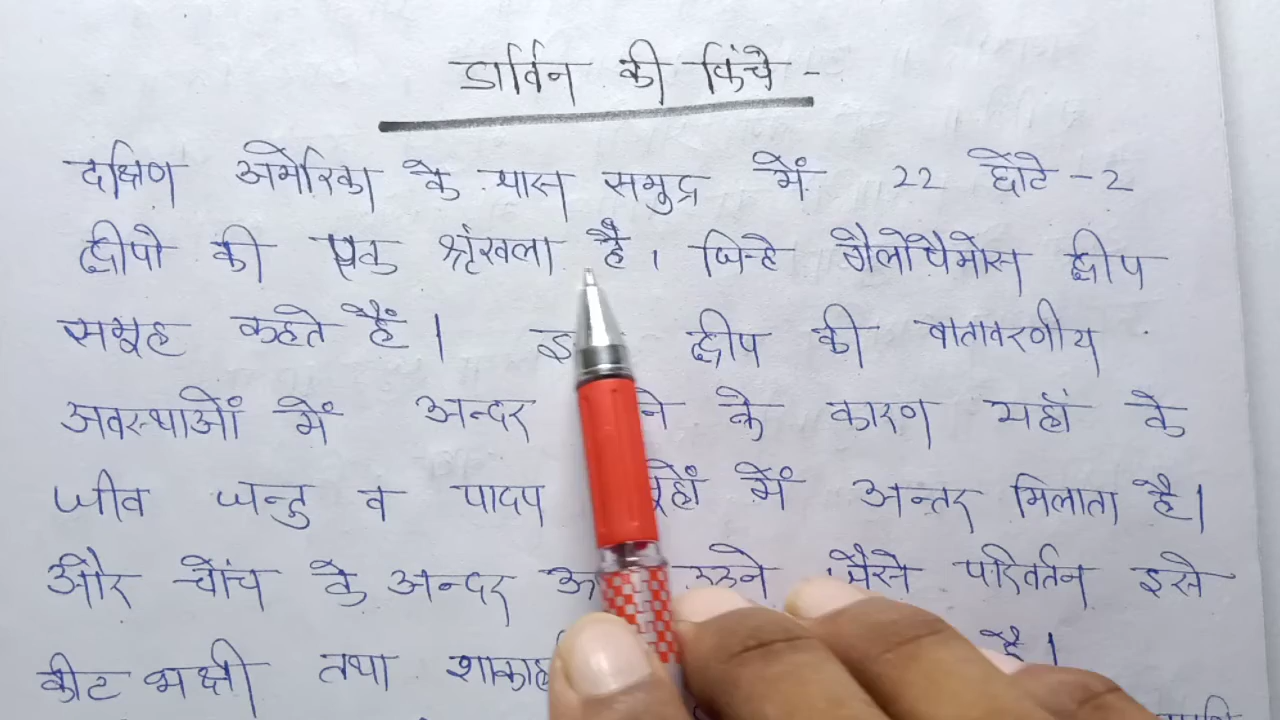 डार्विन की फिंचे -
दक्षिण अमेरिका के पास समुद्र में 22 छोटे -2
द्वीपो की एक श्रृंखला है । जिन्हे गैलोपैगोस द्वीप
समूह कहते हैं । द्वीप की वातावरणीय
अवस्थाओं में अन्दर के कारण यहाँ के
जीव जन्तु व पादप में अन्तर मिलाता है।
और चोंच के अन्दर जैसे परिवर्तन इसे
कीट भक्षी तथा है।